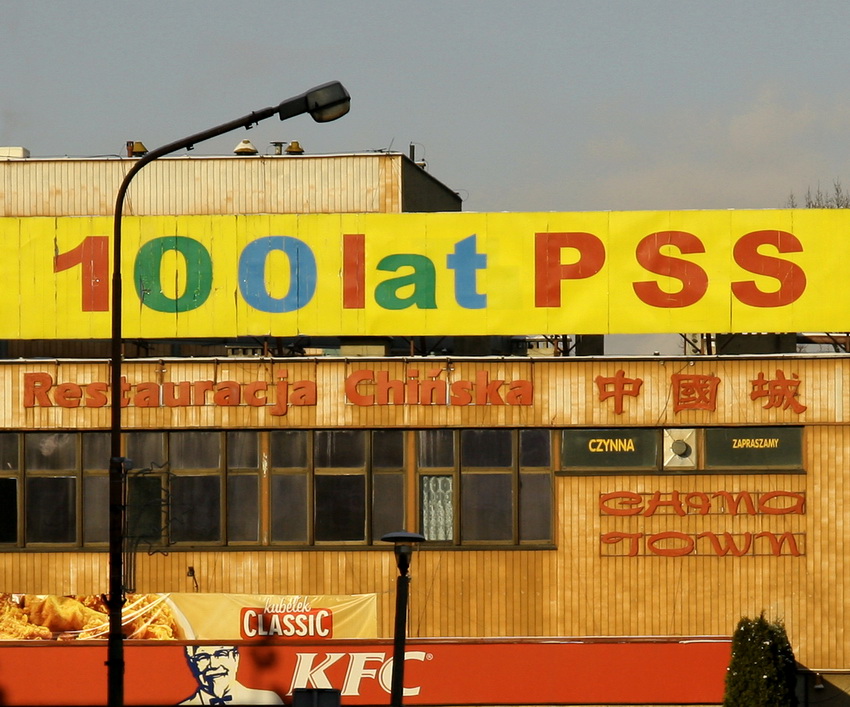 100 lat PSS
Restauracja Chińska 中國城
CZYNNA ZAPRASZAMY
CHINA
TOWN
kubełek
CLASSIC
KFC®